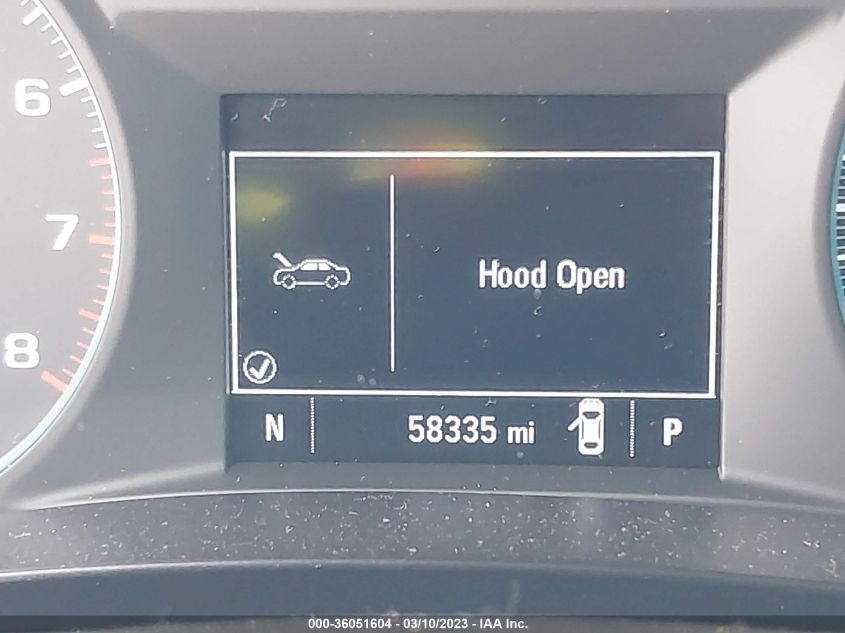 6
7
8
Hood Open
N 58335 mi P
000-36051604 - 03/10/2023 - IAA Inc.